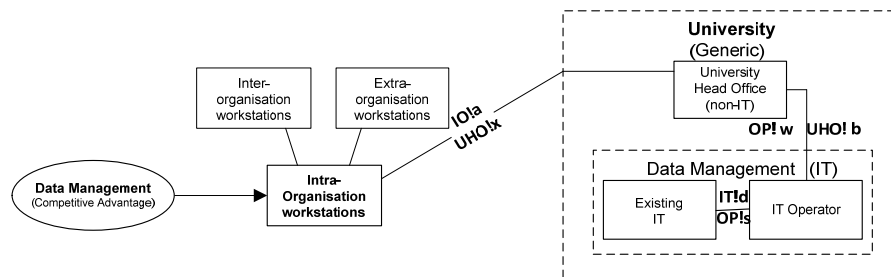 University
(Generic)
University
Head Office
(non-IT)
Inter-
organisation
workstations
Extra-
organisation
workstations
IO!a
UHO!x
OP! w UHO! b
Data Management (IT)
Data Management
(Competitive Advantage)
Intra-
Organisation
workstations
Existing
IT
IT!d
OP!s
IT Operator